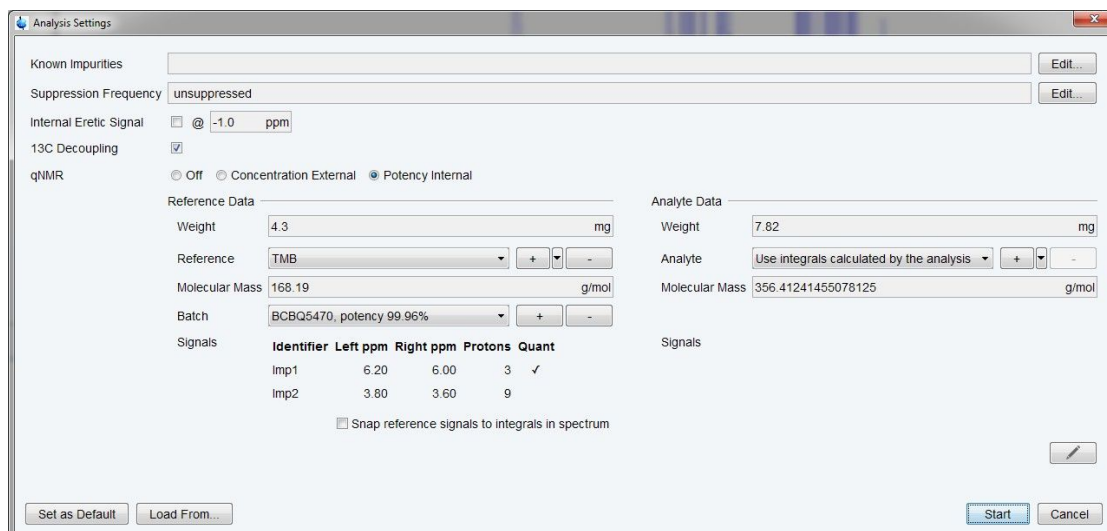 Analysis Settings
Known Impurities Edit...
Suppression Frequency unsuppressed Edit...
Internal Eretic Signal @ -1.0 ppm
13C Decoupling
qNMR Off Concentration External Potency Internal
Reference Data Analyte Data
Weight 4.3 mg Weight 7.82 mg
Reference TMB + - Analyte Use integrals calculated by the analysis + -
Molecular Mass 168.19 g/mol Molecular Mass 356.41241455078125 g/mol
Batch BCBQ5470, potency 99.96% + -
Signals Identifier Left ppm Right ppm Protons Quant Signals
Imp1 6.20 6.00 3 ✓
Imp2 3.80 3.60 9
Snap reference signals to integrals in spectrum
Set as Default Load From... Start Cancel